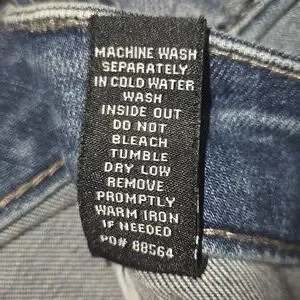 MACHINE WASH
SEPARATELY
IN COLD WATER
WASH
INSIDE OUT
DO NOT
BLEACH
TUMBLE
DRY LOW
REMOVE
PROMPTLY
WARM IRON
IF NEEDED
PO# 88564